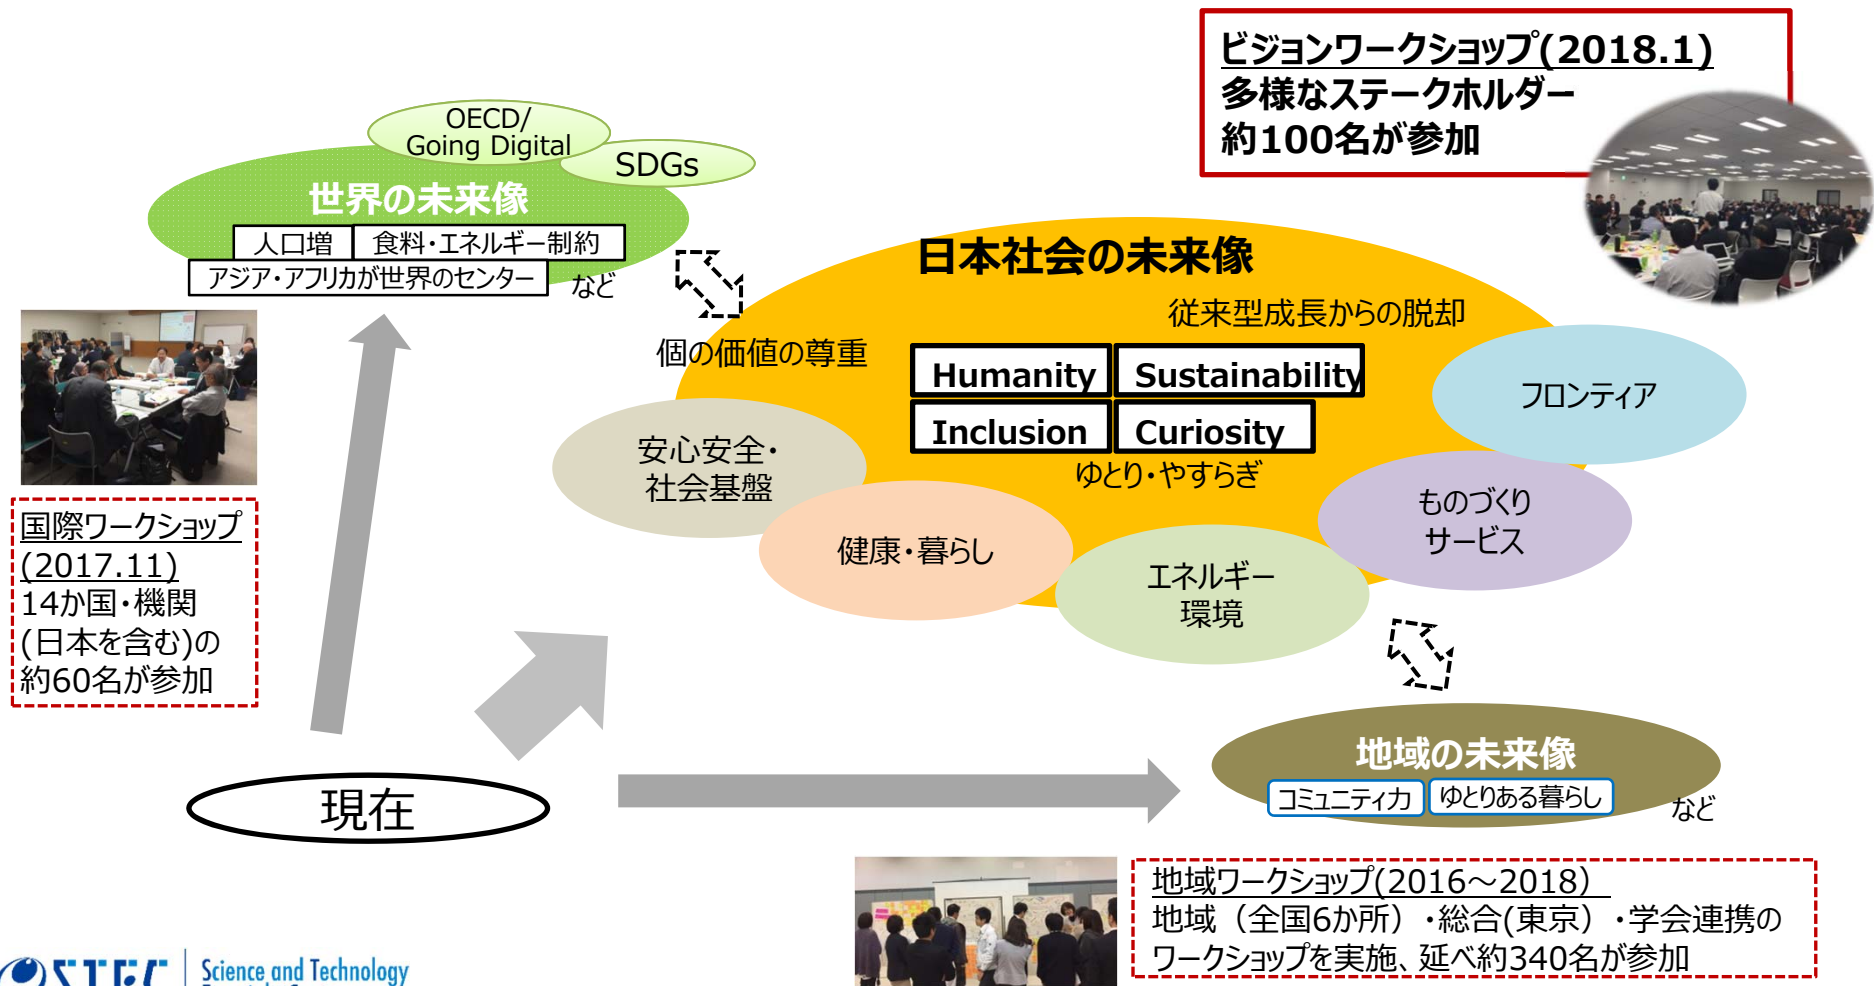 ビジョンワークショップ(2018.1)
多様なステークホルダー
約100名が参加
OECD/
Going Digital
SDGs
世界の未来像
人口増
食料・エネルギー制約
アジア・アフリカが世界のセンター
など
日本社会の未来像
従来型成長からの脱却
個の価値の尊重
Humanity
Sustainability
Inclusion
Curiosity
ゆとり・やすらぎ
フロンティア
安心安全・
社会基盤
ものづくり
サービス
健康・暮らし
エネルギー
環境
国際ワークショップ
(2017.11)
14か国・機関
(日本を含む)の
約60名が参加
地域の未来像
コミュニティ力
ゆとりある暮らし
など
現在
地域ワークショップ(2016～2018）
地域（全国6か所）・総合(東京）・学会連携の
ワークショップを実施、延べ約340名が参加
Science and Technology